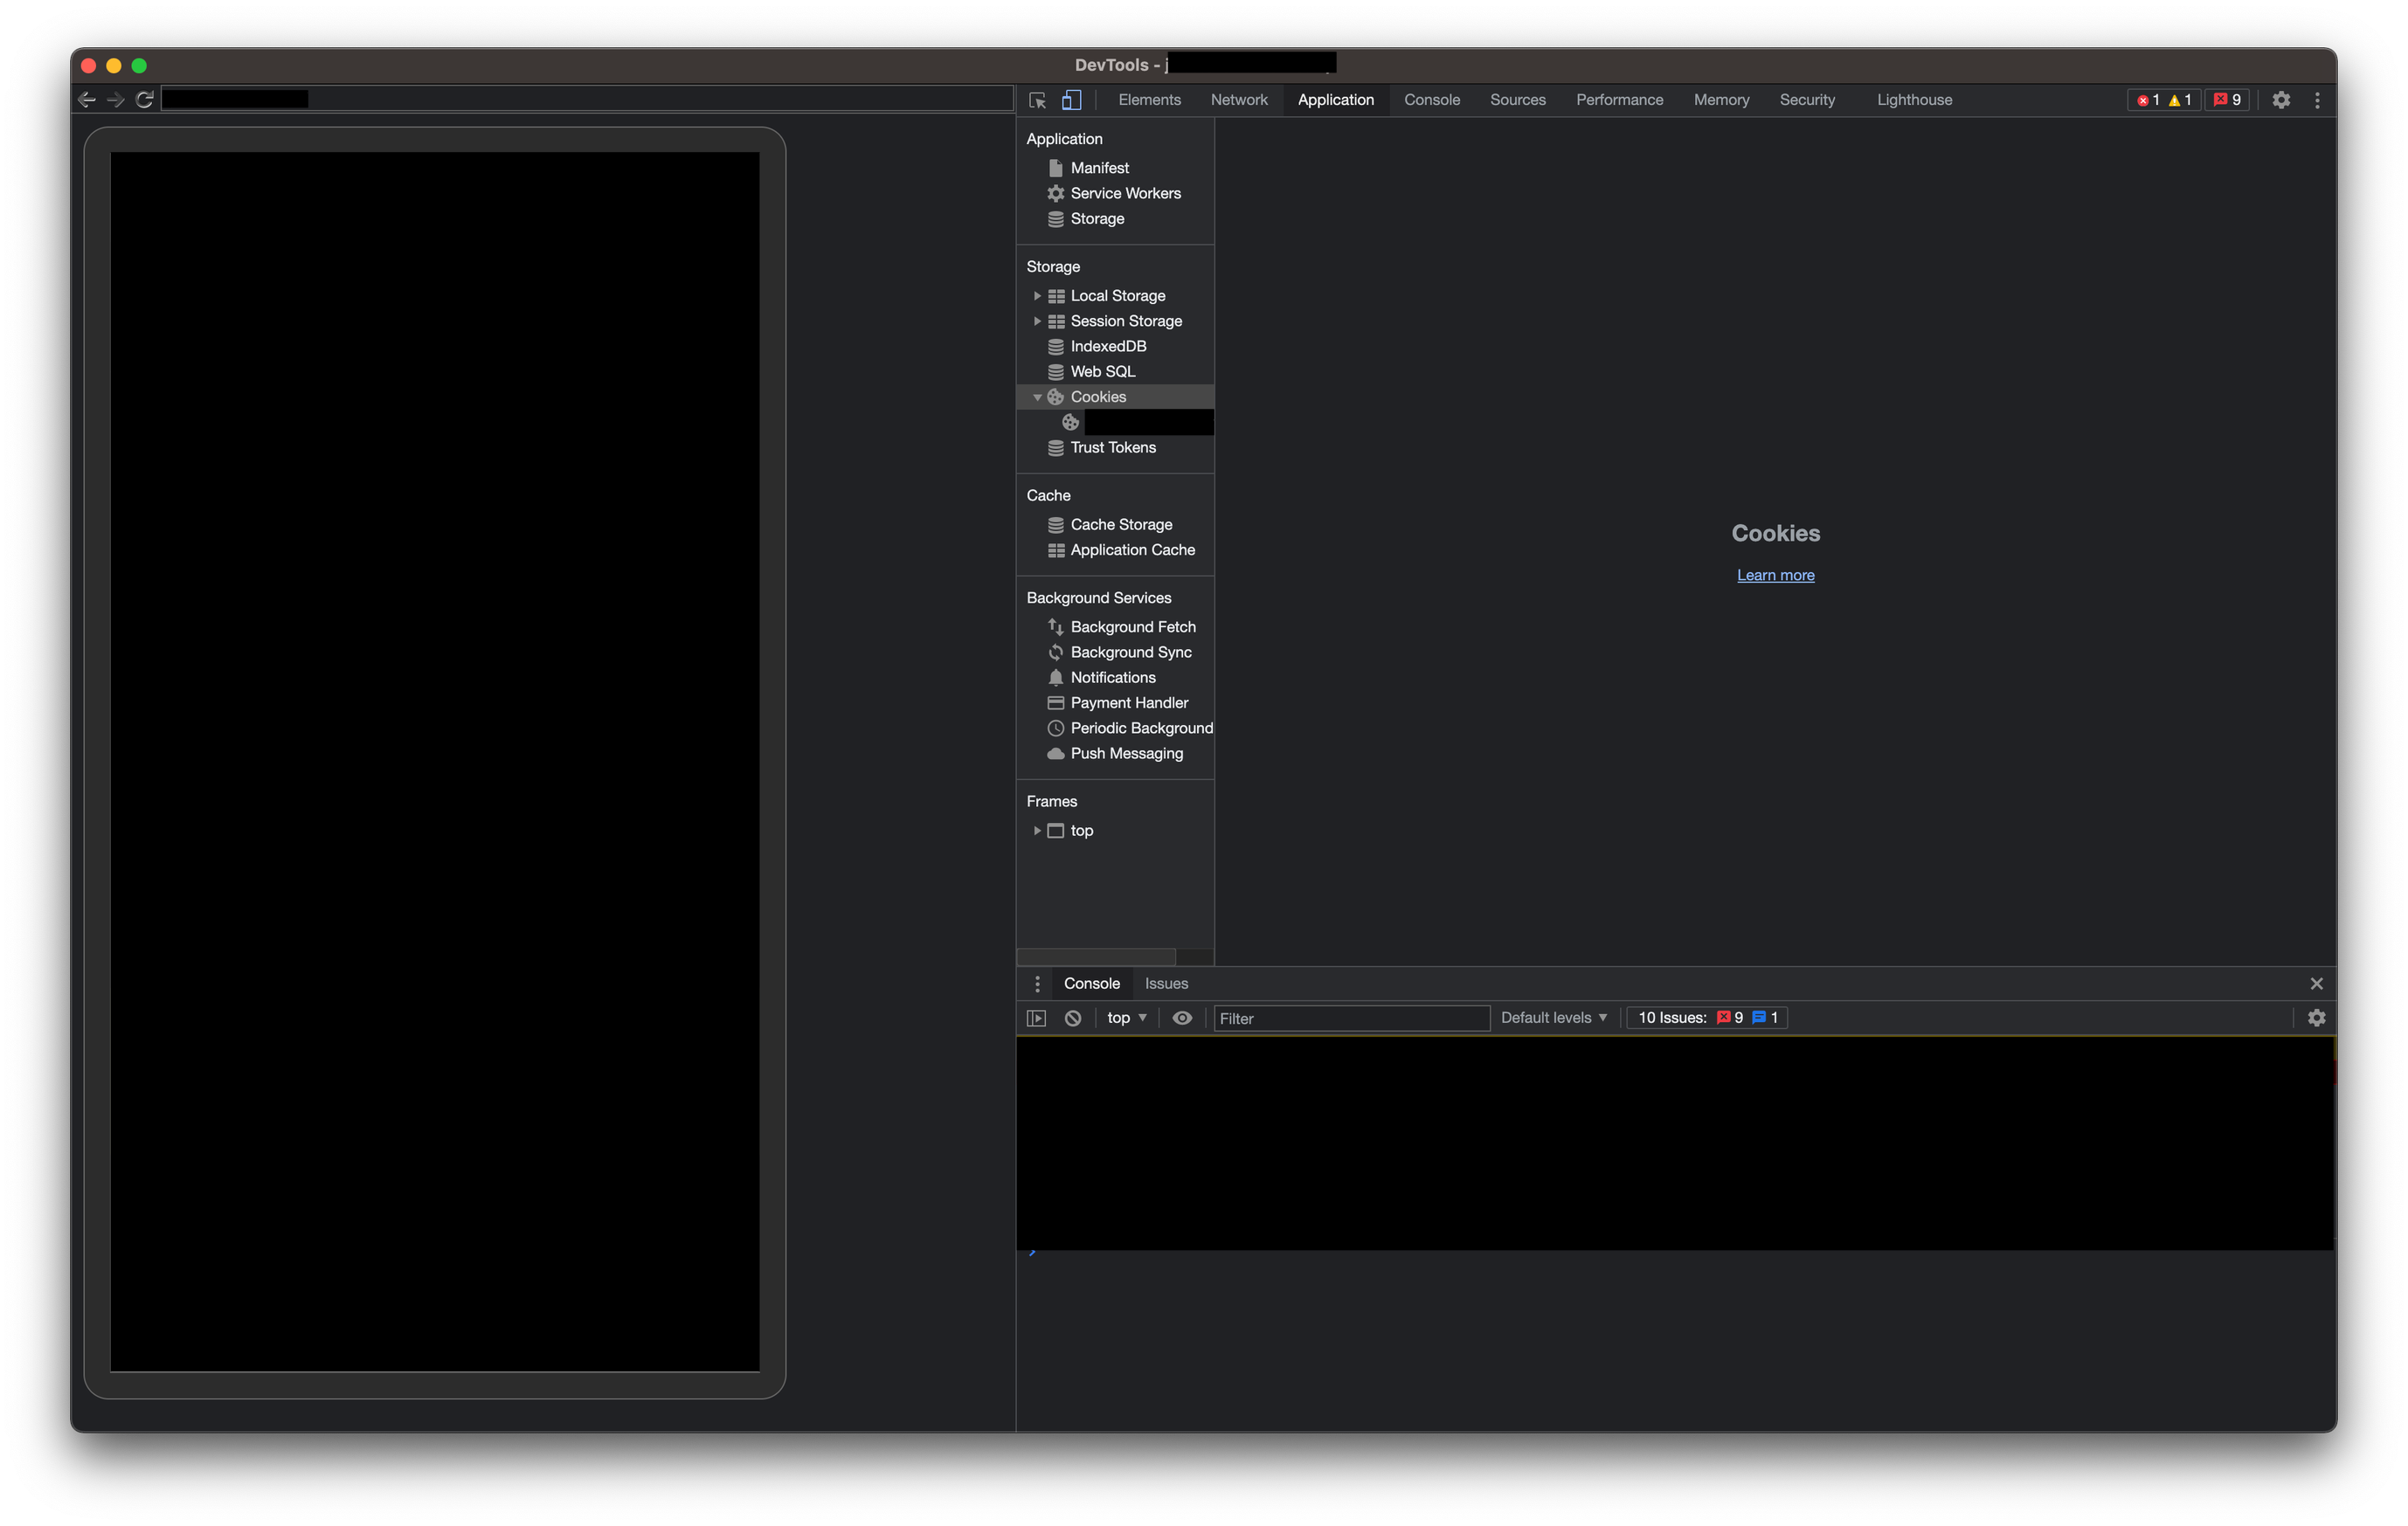 DevTools - j
Elements Network Application Console Sources Performance Memory Security Lighthouse 1 1 9
Application
Manifest
Service Workers
Storage
Storage
Local Storage
Session Storage
IndexedDB
Web SQL
Cookies
Trust Tokens
Cache
Cache Storage
Application Cache
Background Services
Background Fetch
Background Sync
Notifications
Payment Handler
Periodic Background
Push Messaging
Frames
top
Cookies
Learn more
Console Issues
top Filter Default levels 10 Issues: 9 1